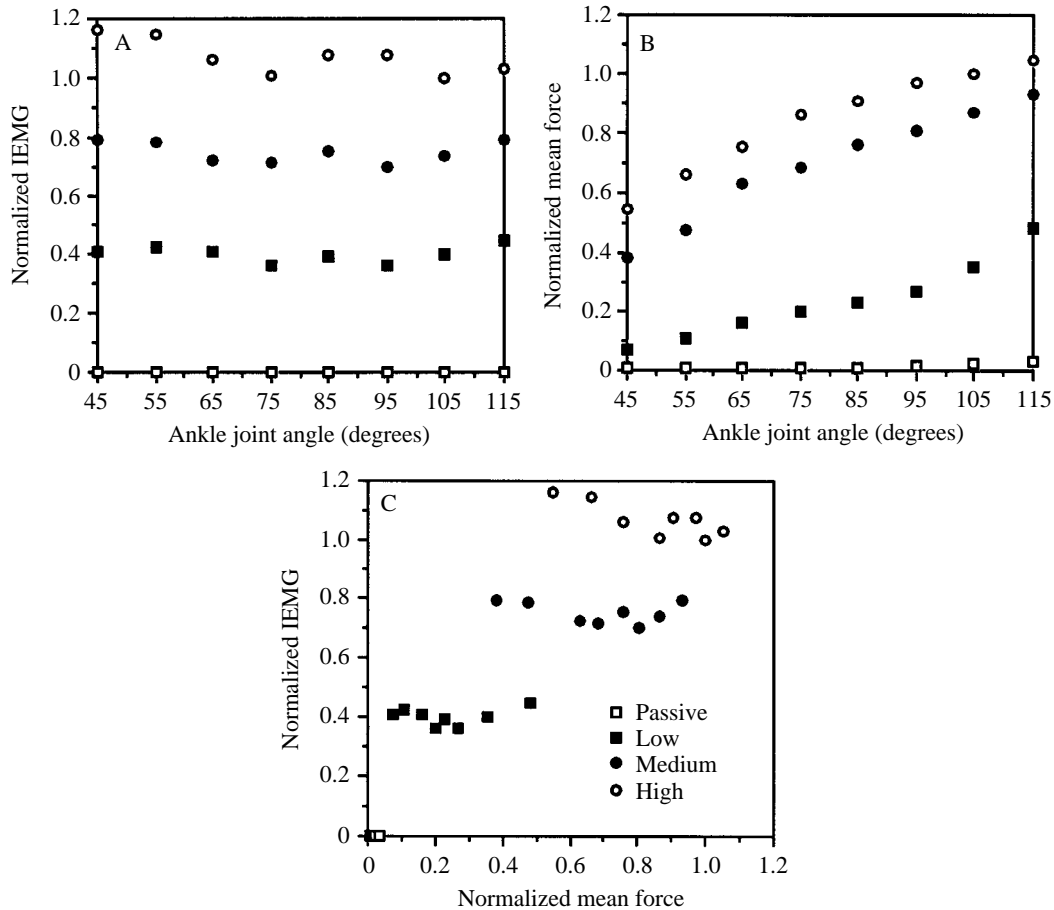 A
1.2
1.0
0.8
0.6
0.4
0.2
0
Normalized IEMG
45 55 65 75 85 95 105 115
Ankle joint angle (degrees)
B
1.2
1.0
0.8
0.6
0.4
0.2
0
Normalized mean force
45 55 65 75 85 95 105 115
Ankle joint angle (degrees)
C
1.2
1.0
0.8
0.6
0.4
0.2
0
Normalized IEMG
Passive
Low
Medium
High
0 0.2 0.4 0.6 0.8 1.0 1.2
Normalized mean force